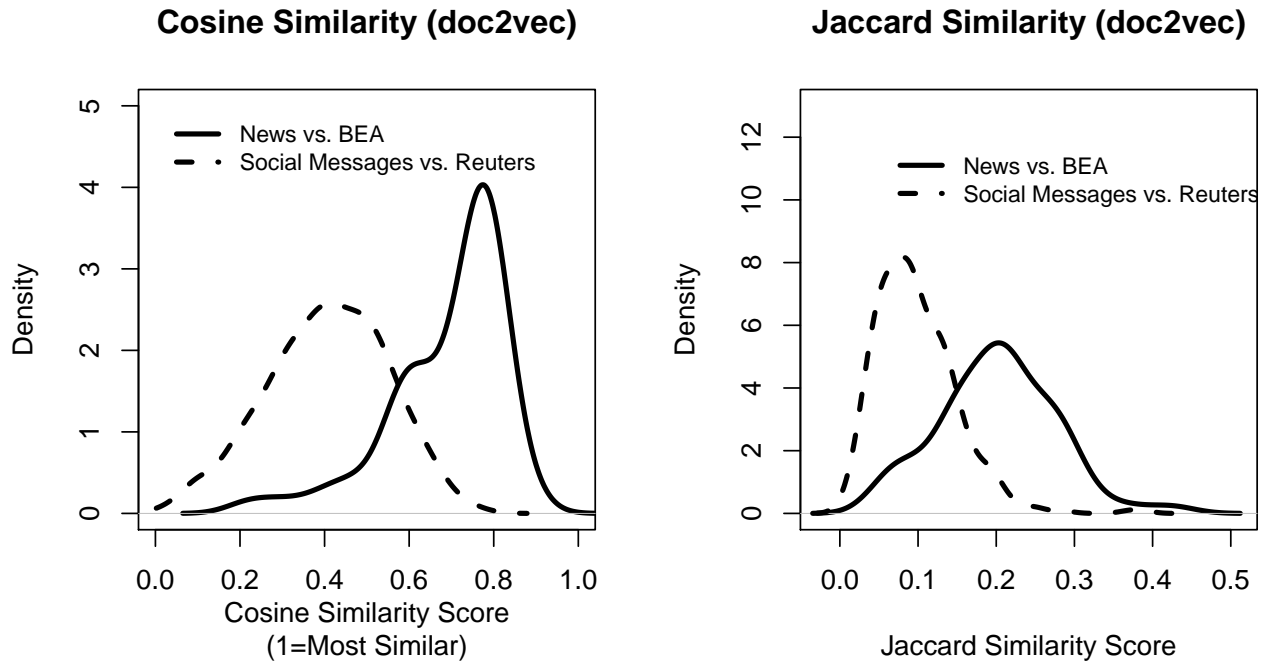 Cosine Similarity (doc2vec)
Density
5
4
3
2
1
0
News vs. BEA
Social Messages vs. Reuters
0.0 0.2 0.4 0.6 0.8 1.0
Cosine Similarity Score
(1=Most Similar)
Jaccard Similarity (doc2vec)
Density
12
10
8
6
4
2
0
News vs. BEA
Social Messages vs. Reuters
0.0 0.1 0.2 0.3 0.4 0.5
Jaccard Similarity Score